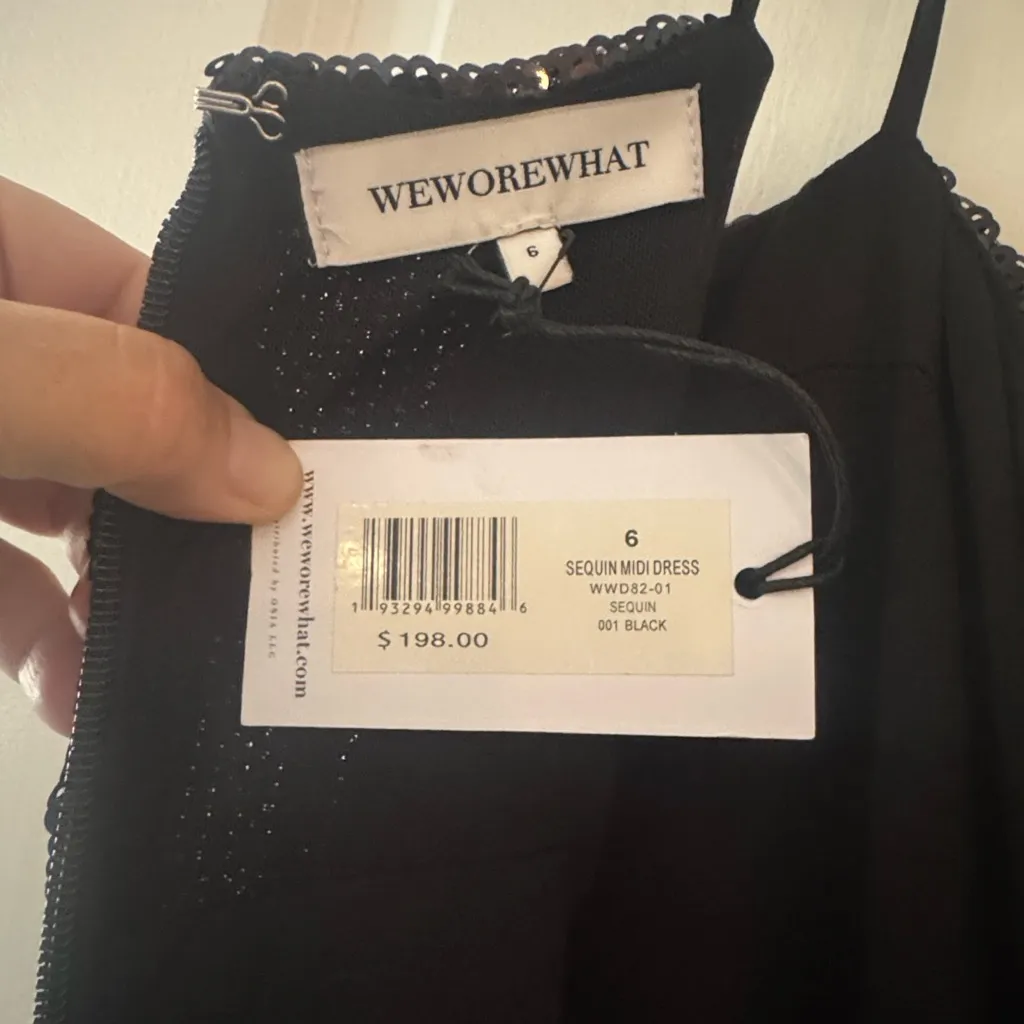 WEWOREWHAT
6
www.weworewhat.com
6
SEQUIN MIDI DRESS
WWD82-01
SEQUIN
001 BLACK
1 93294 99884 6
$198.00